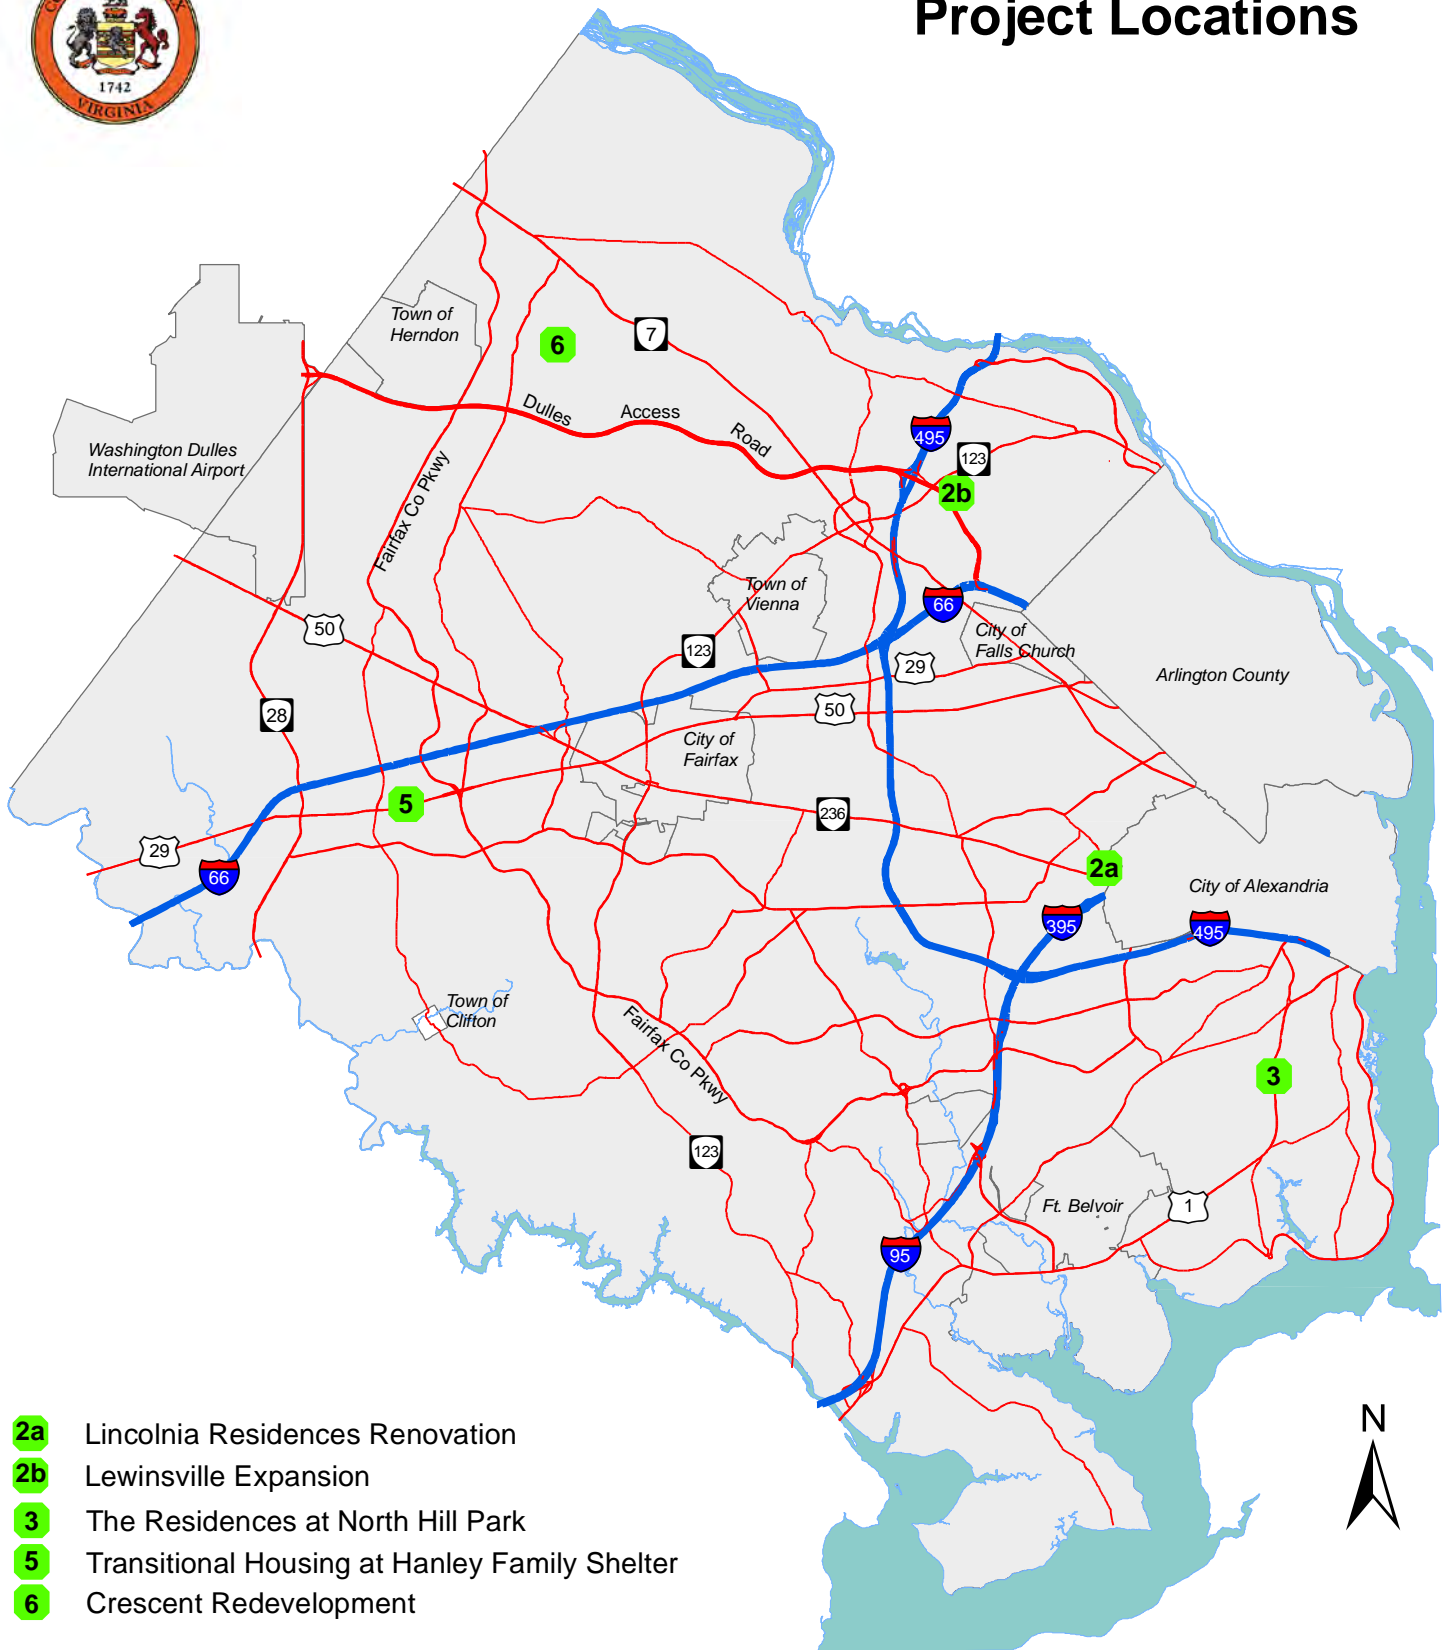 Project Locations
1742
VIRGINIA
Town of
Herndon
7
6
Dulles Access Road
495
123
2b
Washington Dulles
International Airport
Fairfax Co Pkwy
Town of
Vienna
66
City of
Falls Church
50
123
29
Arlington County
28
50
City of
Fairfax
5
236
29
66
2a
City of Alexandria
395
495
Town of
Clifton
Fairfax Co Pkwy
3
123
Ft. Belvoir
1
95
N
2a Lincolnia Residences Renovation
2b Lewinsville Expansion
3 The Residences at North Hill Park
5 Transitional Housing at Hanley Family Shelter
6 Crescent Redevelopment